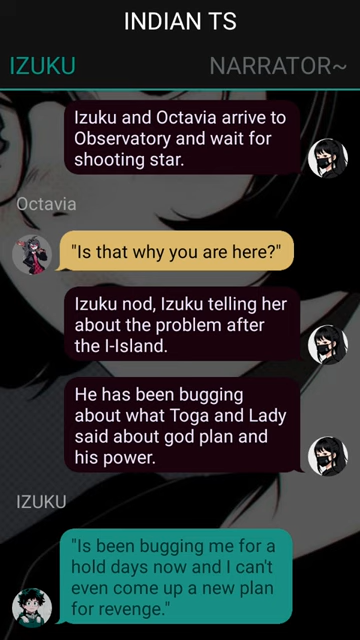 INDIAN TS
IZUKU
NARRATOR~
Izuku and Octavia arrive to
Observatory and wait for
shooting star.
Octavia
"Is that why you are here?"
Izuku nod, Izuku telling her
about the problem after
the I-Island.
He has been bugging
about what Toga and Lady
said about god plan and
his power.
IZUKU
"Is been bugging me for a
hold days now and I can't
even come up a new plan
for revenge."